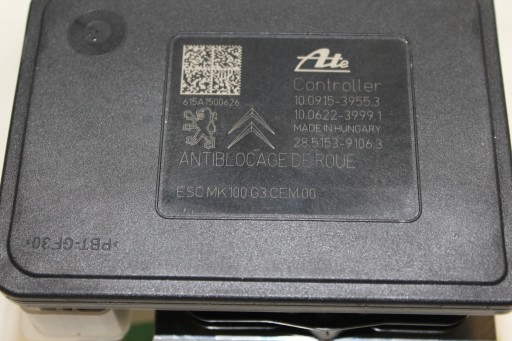 Ate
Controller
10.0915-3955.3
10.0622-3999.1
MADE IN HUNGARY
28.5153-9106.3
615A1500626
ANTIBLOCAGE DE ROUE
ESC MK100 G3 CEM 00
>PBT-GF30<